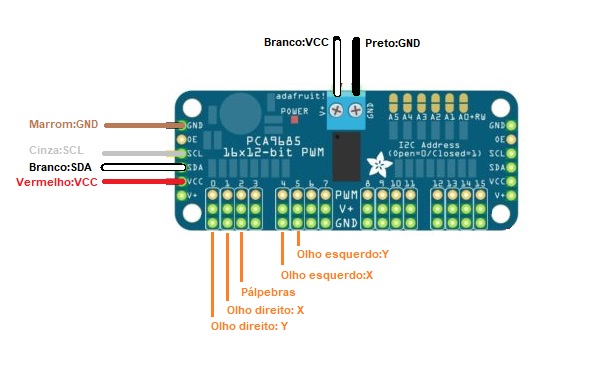 Branco:VCC
Preto:GND
adafruit!
V+
GND
POWER
A5 A4 A3 A2 A1 A0+RW
Marrom:GND
GND
OE
Cinza:SCL
SCL
Branco:SDA
SDA
Vermelho:VCC
VCC
V+
PCA9685
16x12-bit PWM
I2C Address
(Open=0/Closed=1)
GND
OE
SCL
SDA
VCC
V+
0 1 2 3 4 5 6 7 8 9 10 11 12 13 14 15
PWM
V+
GND
Olho esquerdo:Y
Olho esquerdo:X
Pálpebras
Olho direito: X
Olho direito: Y